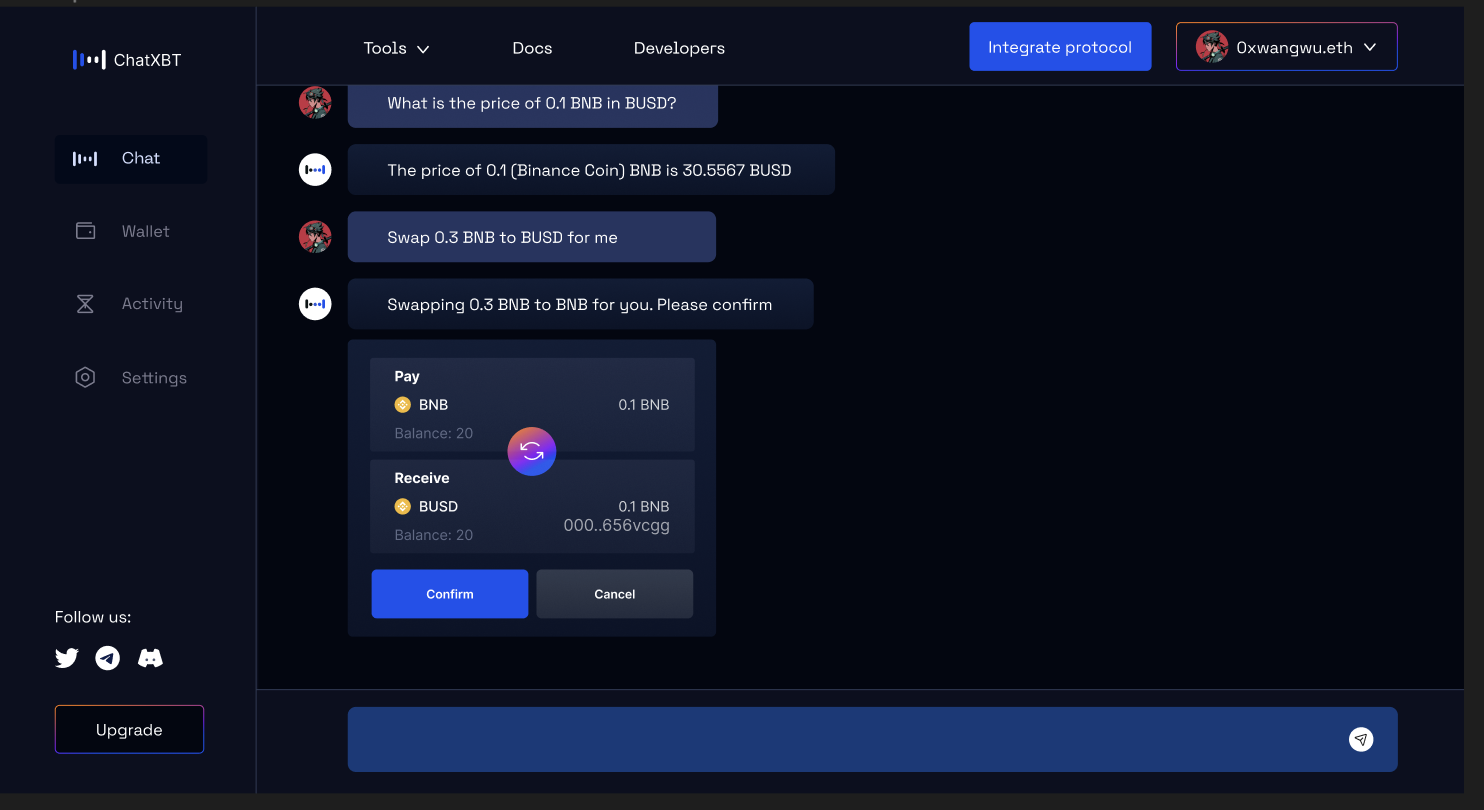 ChatXBT
Tools
Docs
Developers
Integrate protocol
0xwangwu.eth
Chat
Wallet
Activity
Settings
What is the price of 0.1 BNB in BUSD?
The price of 0.1 (Binance Coin) BNB is 30.5567 BUSD
Swap 0.3 BNB to BUSD for me
Swapping 0.3 BNB to BNB for you. Please confirm
Pay
BNB 0.1 BNB
Balance: 20
Receive
BUSD 0.1 BNB
000..656vcgg
Balance: 20
Confirm Cancel
Follow us:
Upgrade